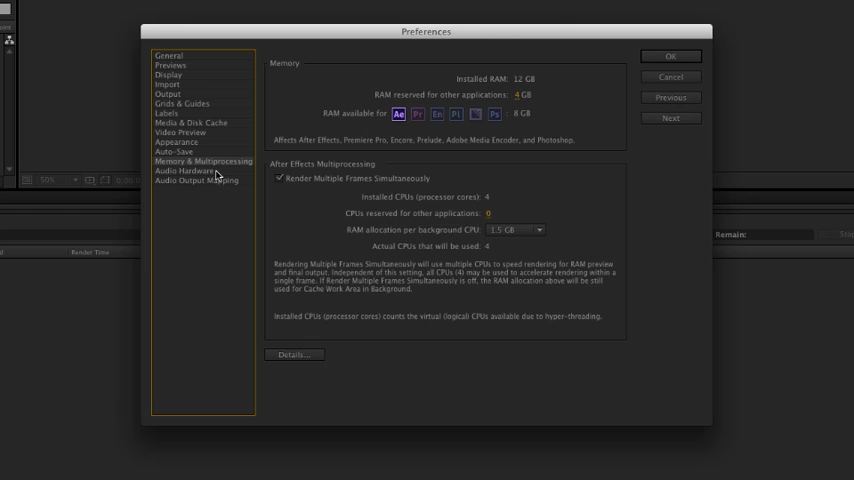 Preferences
General
Previews
Display
Import
Output
Grids & Guides
Labels
Media & Disk Cache
Video Preview
Appearance
Auto-Save
Memory & Multiprocessing
Audio Hardware
Audio Output Mapping
Memory
Installed RAM: 12 GB
RAM reserved for other applications: 4 GB
RAM available for Ae Pr En Pl Ps : 8 GB
Affects After Effects, Premiere Pro, Encore, Prelude, Adobe Media Encoder, and Photoshop.
After Effects Multiprocessing
Render Multiple Frames Simultaneously
Installed CPUs (processor cores): 4
CPUs reserved for other applications: 0
RAM allocation per background CPU: 1.5 GB
Actual CPUs that will be used: 4
Rendering Multiple Frames Simultaneously will use multiple CPUs to speed rendering for RAM preview
and final output. Independent of this setting, all CPUs (4) may be used to accelerate rendering within a
single frame. If Render Multiple Frames Simultaneously is off, the RAM allocation above will still be
used for Cache Work Area in Background.
Installed CPUs (processor cores) counts the virtual (logical) CPUs available due to hyper-threading.
Details...
OK
Cancel
Previous
Next
50%
Render Time
Remain: